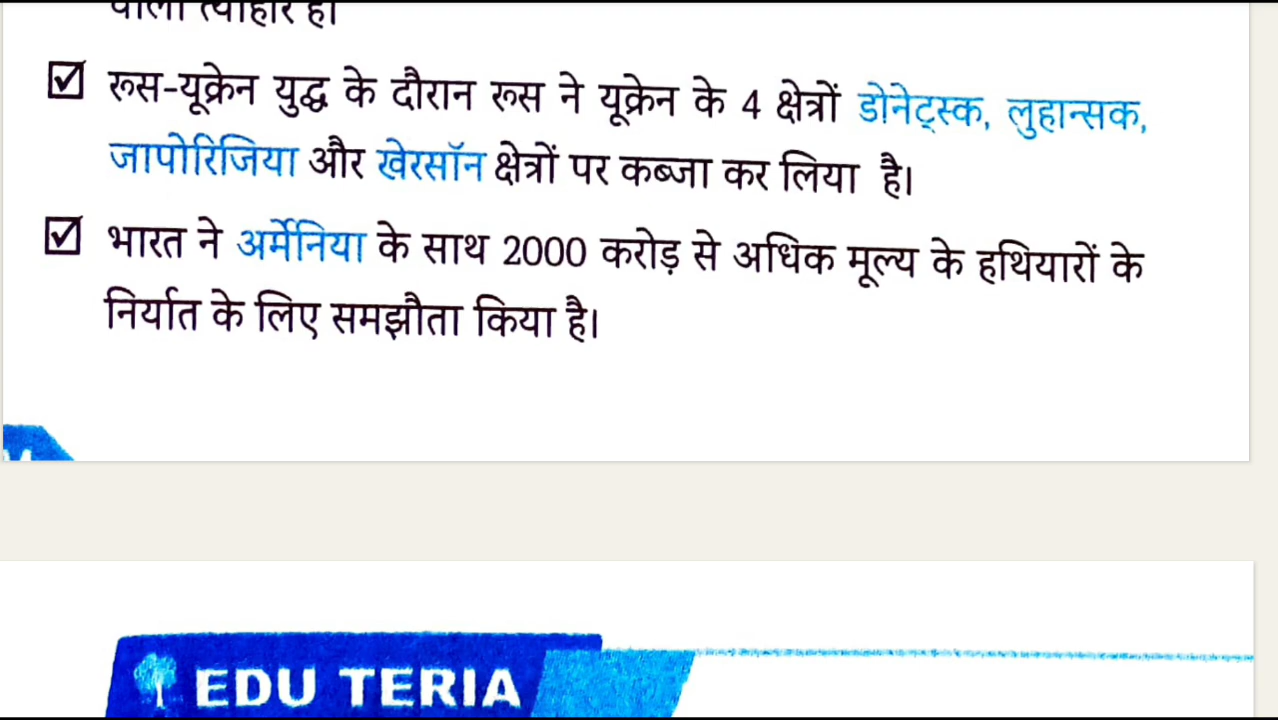 वाला त्योहार है।
☑ रूस-यूक्रेन युद्ध के दौरान रूस ने यूक्रेन के 4 क्षेत्रों डोनेट्स्क, लुहान्सक,
जापोरिजिया और खेरसॉन क्षेत्रों पर कब्जा कर लिया है।
☑ भारत ने अर्मेनिया के साथ 2000 करोड़ से अधिक मूल्य के हथियारों के
निर्यात के लिए समझौता किया है।
EDU TERIA